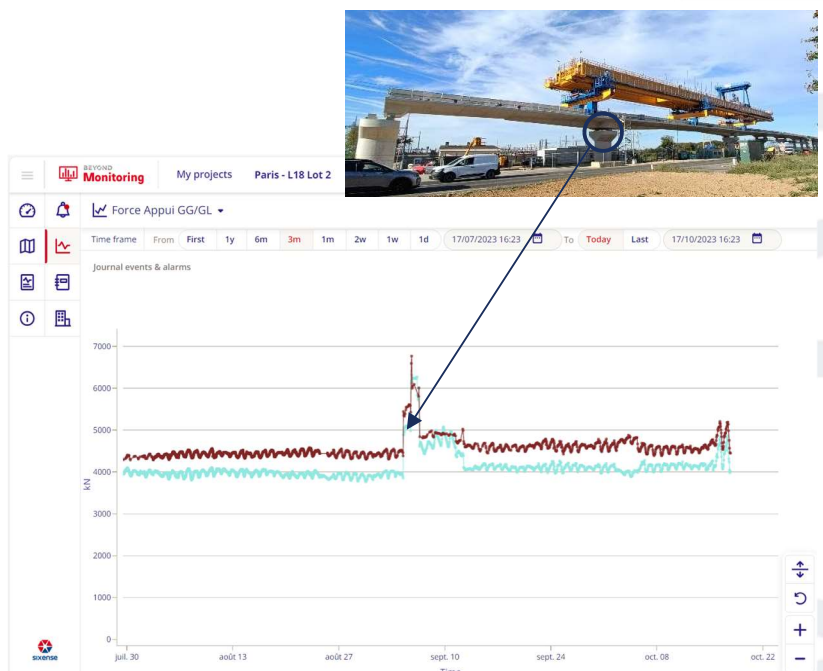 BEYOND
Monitoring
My projects
Paris - L18 Lot 2
Force Appui GG/GL
Time frame From First 1y 6m 3m 1m 2w 1w 1d 17/07/2023 16:23 To Today Last 17/10/2023 16:23
Journal events & alarms
7000
6000
5000
4000
kN
3000
2000
1000
0
juil. 30 août 13 août 27 sept. 10 sept. 24 oct. 08 oct. 22
Time
sixense